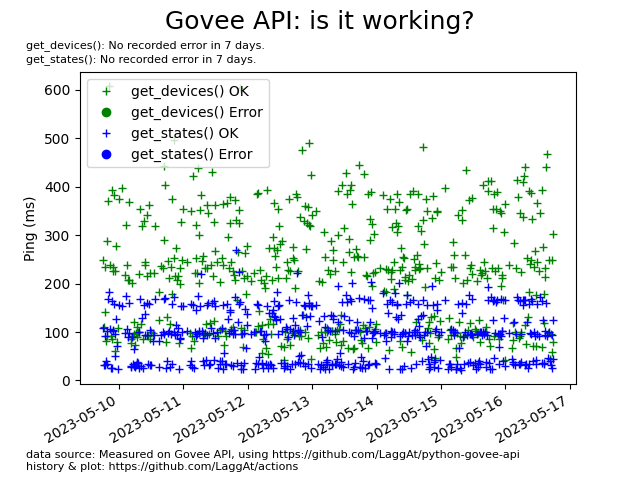 Govee API: is it working?
get_devices(): No recorded error in 7 days.
get_states(): No recorded error in 7 days.
get_devices() OK
get_devices() Error
get_states() OK
get_states() Error
Ping (ms)
600
500
400
300
200
100
0
2023-05-10
2023-05-11
2023-05-12
2023-05-13
2023-05-14
2023-05-15
2023-05-16
2023-05-17
data source: Measured on Govee API, using https://github.com/LaggAt/python-govee-api
history & plot: https://github.com/LaggAt/actions